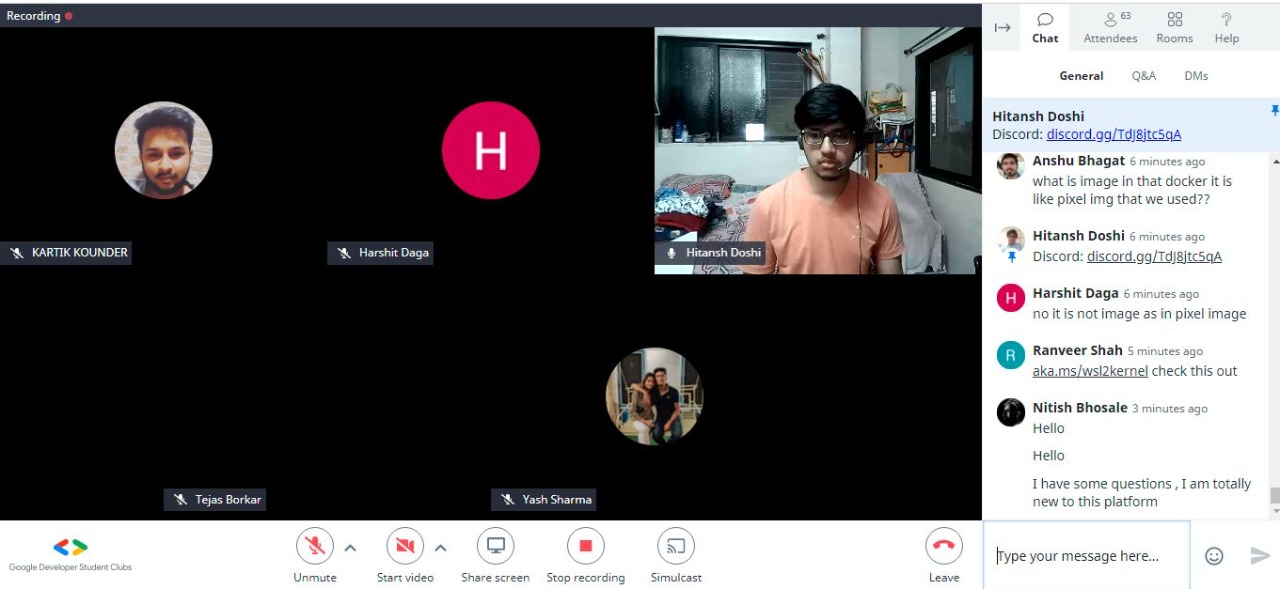 Recording
KARTIK KOUNDER
H
Harshit Daga
Hitansh Doshi
Tejas Borkar
Yash Sharma
Google Developer Student Clubs
Unmute
Start video
Share screen
Stop recording
Simulcast
Leave
Chat
63
Attendees
Rooms
Help
General
Q&A
DMs
Hitansh Doshi
Discord: discord.gg/TdJ8jtc5qA
Anshu Bhagat 6 minutes ago
what is image in that docker it is
like pixel img that we used??
Hitansh Doshi 6 minutes ago
Discord: discord.gg/TdJ8jtc5qA
H
Harshit Daga 6 minutes ago
no it is not image as in pixel image
R
Ranveer Shah 5 minutes ago
aka.ms/wsl2kernel check this out
Nitish Bhosale 3 minutes ago
Hello
Hello
I have some questions , I am totally
new to this platform
Type your message here...